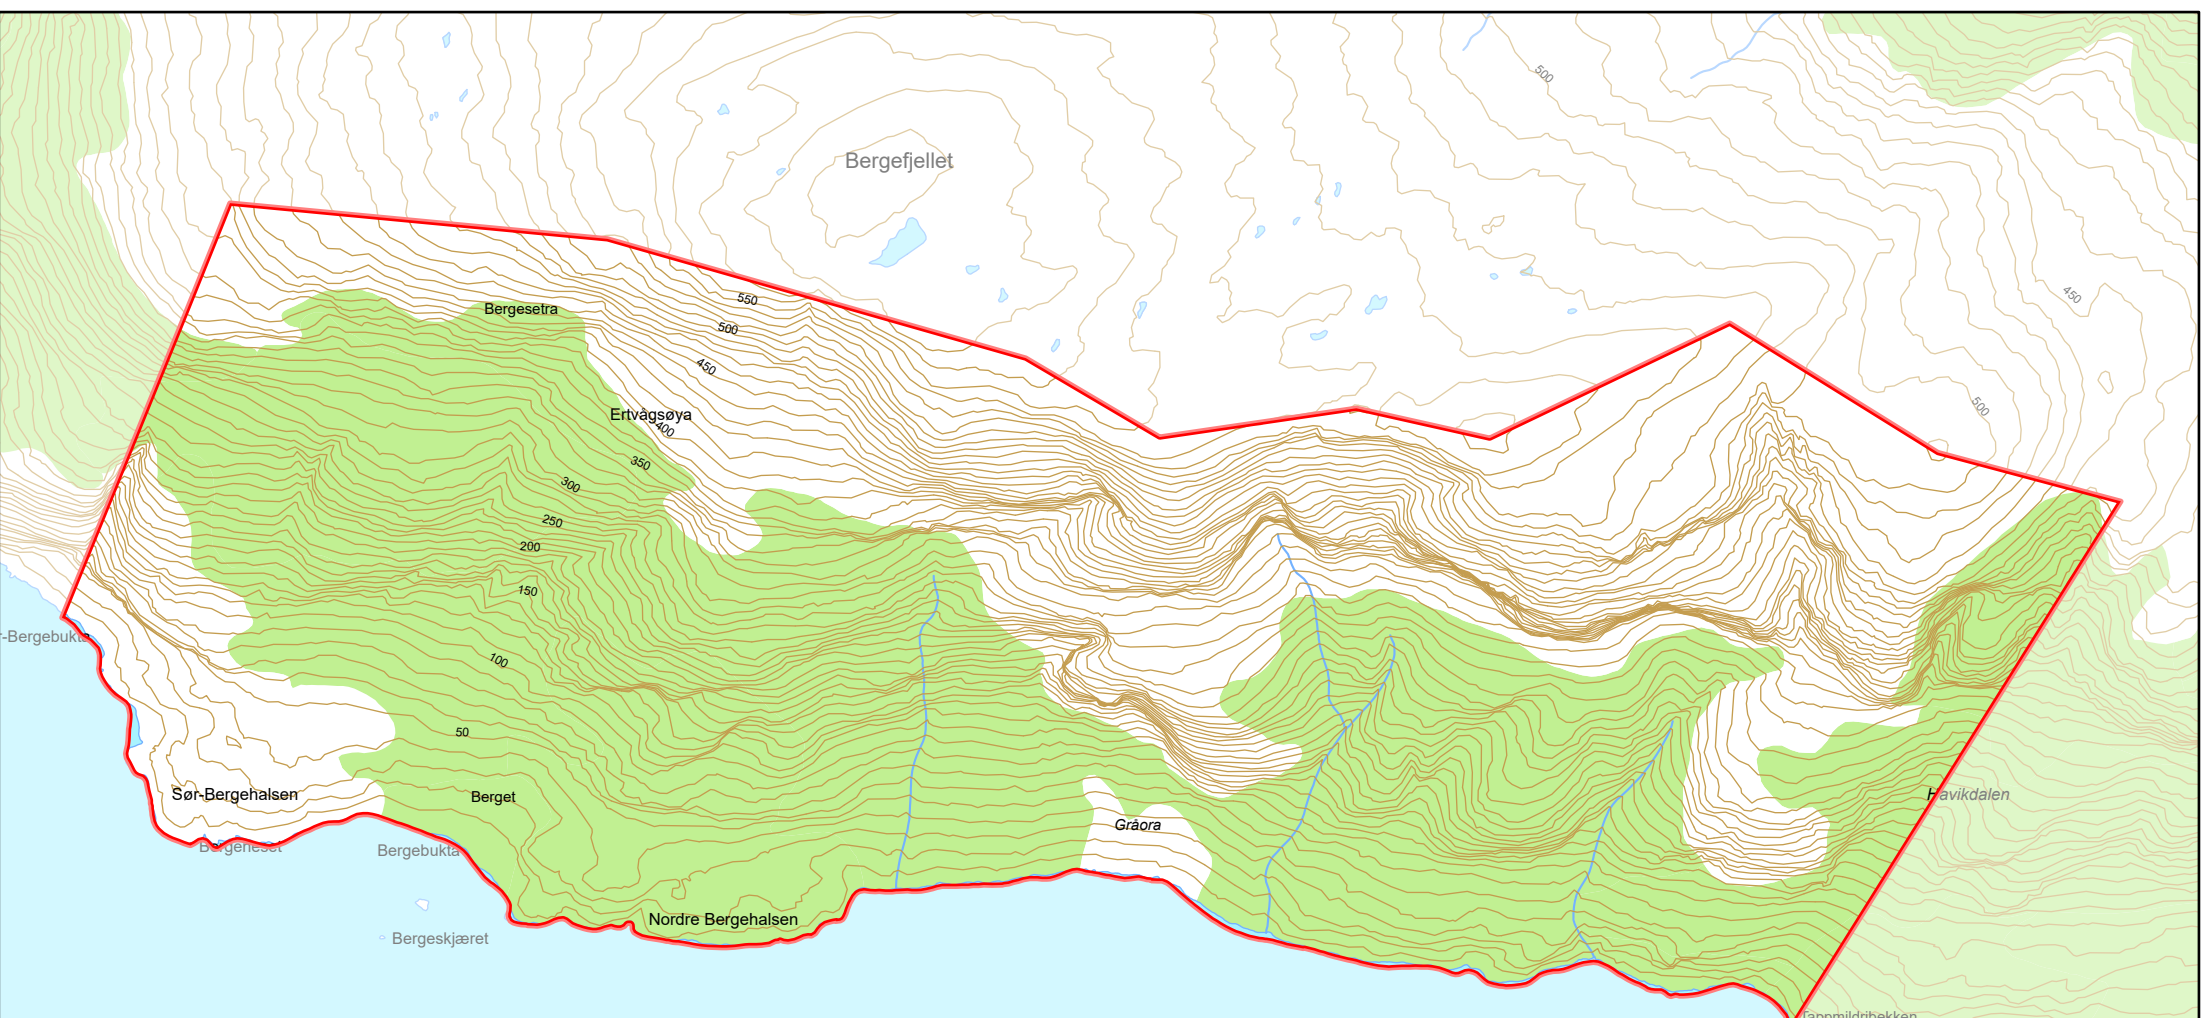 500
Bergefjellet
450
550
Bergesetra
500
450
500
Ertvågsøya
400
350
300
250
200
150
r-Bergebukta
100
50
Sør-Bergehalsen
Berget
Havikdalen
Gråora
Bergeneset
Bergebukta
Nordre Bergehalsen
Bergeskjæret